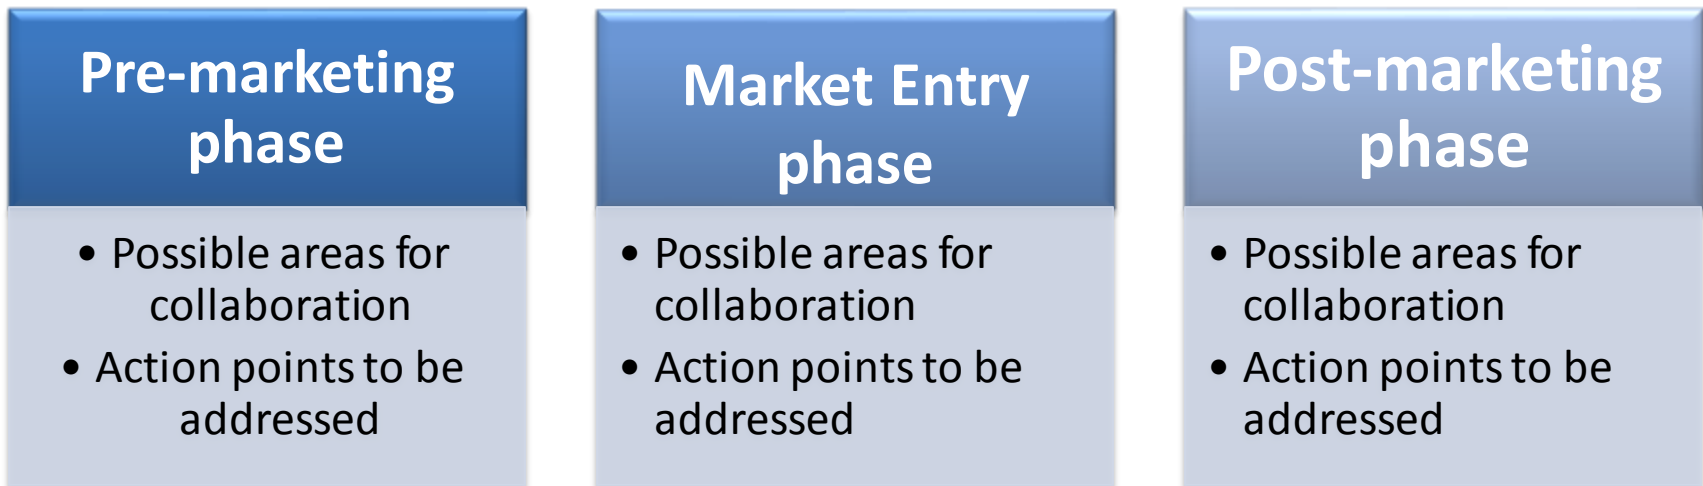 Pre-marketing
phase
• Possible areas for
collaboration
• Action points to be
addressed
Market Entry
phase
• Possible areas for
collaboration
• Action points to be
addressed
Post-marketing
phase
• Possible areas for
collaboration
• Action points to be
addressed